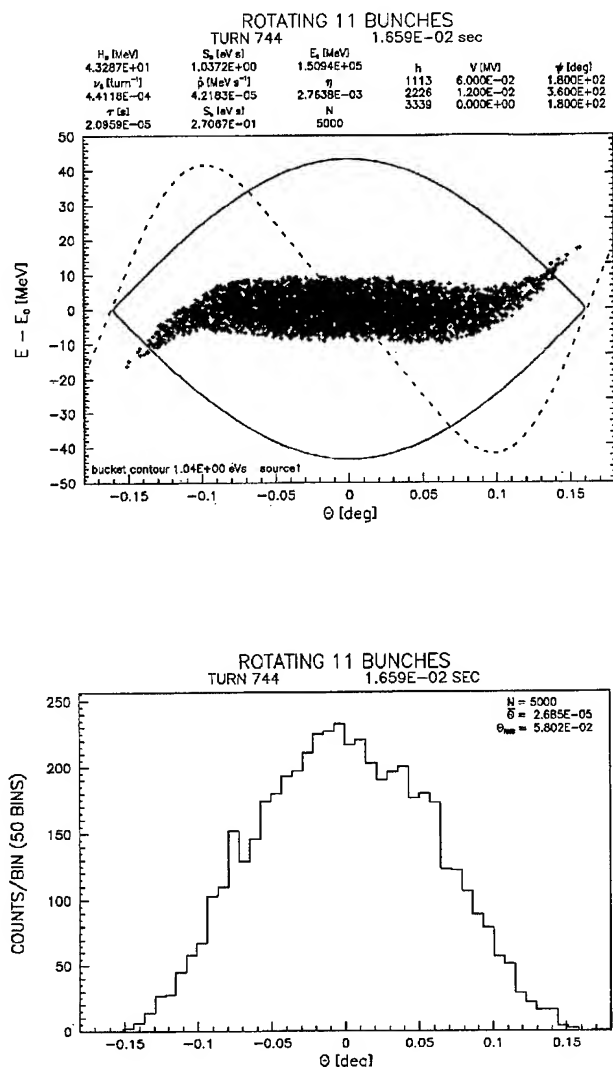 ROTATING 11 BUNCHES
TURN 744 1.659E-02 sec
H₀ [MeV] S₀ [eV s] E₀ [MeV] h V [MV] ψ [deg]
4.3287E+01 1.0372E+00 1.5094E+05 1113 6.000E-02 1.800E+02
νₛ [turn⁻¹] ṗ [MeV s⁻¹] η 2226 1.200E-02 3.600E+02
4.4118E-04 4.2183E-05 2.7638E-03 3339 0.000E+00 1.800E+02
τ [s] S₀ [eV s] N
2.0959E-05 2.7067E-01 5000
50
40
30
20
10
0
−10
−20
−30
−40
−50
E − E₀ [MeV]
bucket contour 1.04E+00 eVs source1
−0.15 −0.1 −0.05 0 0.05 0.1 0.15
Θ [deg]
ROTATING 11 BUNCHES
TURN 744 1.659E−02 SEC
250
200
150
100
50
0
COUNTS/BIN (50 BINS)
N = 5000
Θ̄ = 2.685E−05
= 5.802E−02
−0.15 −0.1 −0.05 0 0.05 0.1 0.15
Θ [deg]